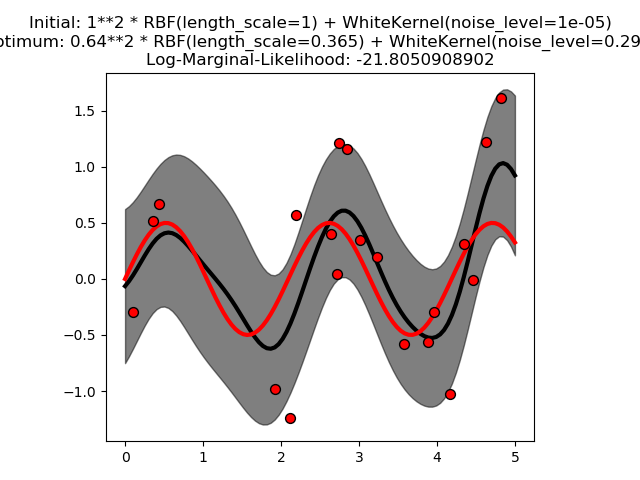 Initial: 1**2 * RBF(length_scale=1) + WhiteKernel(noise_level=1e-05)
ptimum: 0.64**2 * RBF(length_scale=0.365) + WhiteKernel(noise_level=0.29
Log-Marginal-Likelihood: -21.8050908902
1.5
1.0
0.5
0.0
−0.5
−1.0
0 1 2 3 4 5